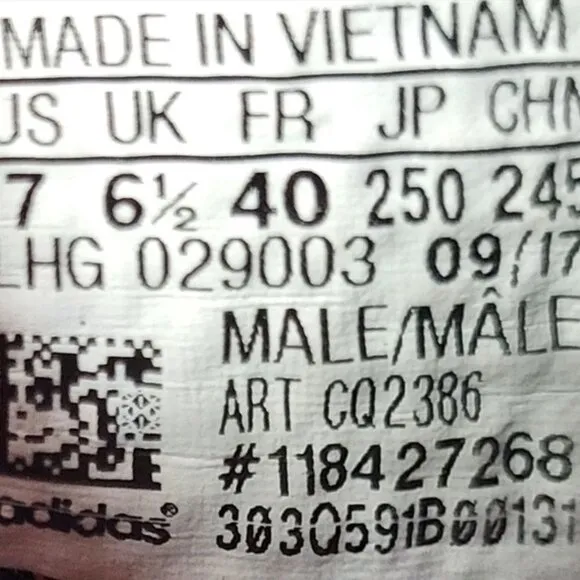 MADE IN VIETNAM
US UK FR JP CHN
7 6½ 40 250 245
LHG 029003 09/17
MALE/MÂLE
ART CQ2386
#118427268
adidas®
303Q591B00131